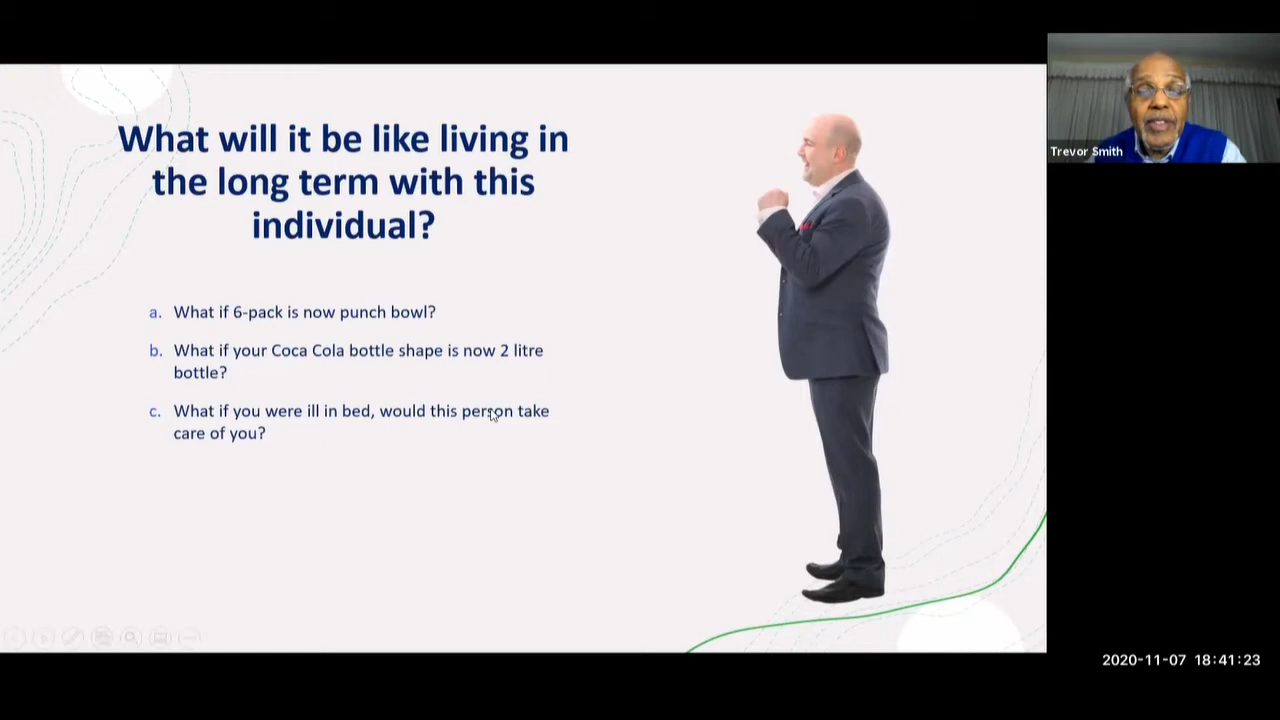 What will it be like living in
the long term with this
individual?
a. What if 6-pack is now punch bowl?
b. What if your Coca Cola bottle shape is now 2 litre
bottle?
c. What if you were ill in bed, would this person take
care of you?
Trevor Smith
2020-11-07 18:41:23